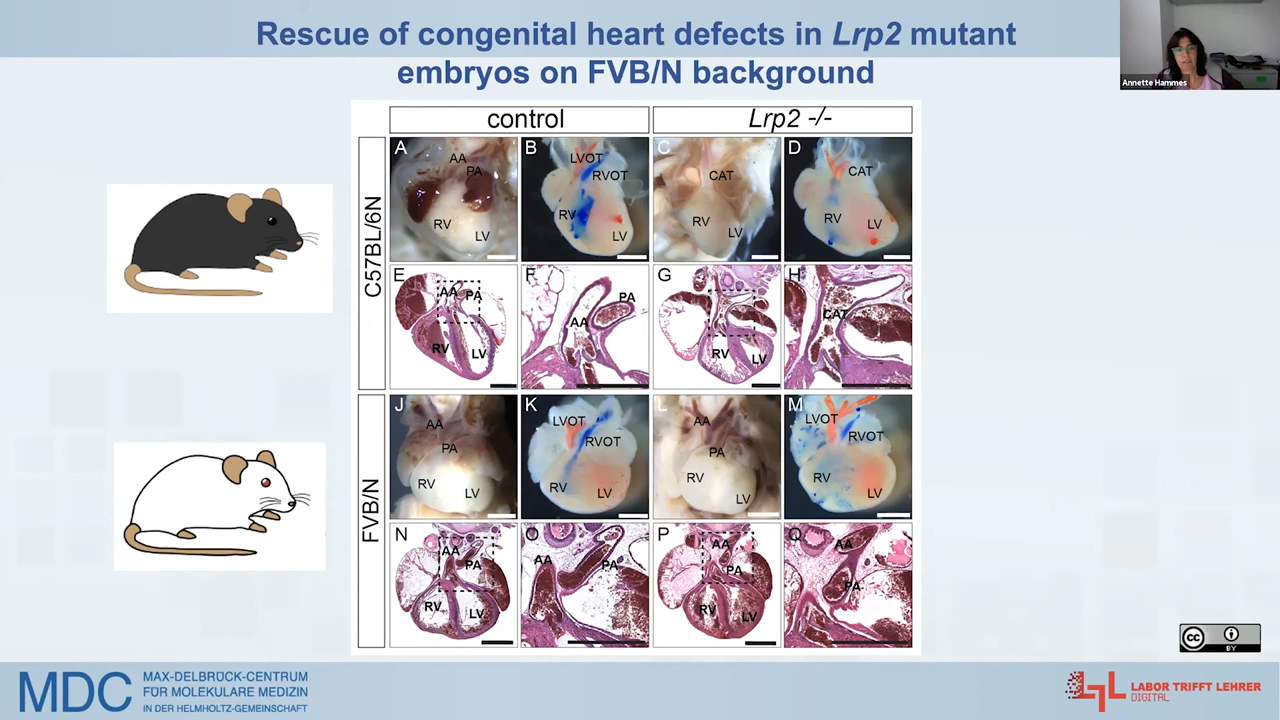 Rescue of congenital heart defects in Lrp2 mutant
embryos on FVB/N background
Annette Hammes
control
Lrp2 -/-
C57BL/6N
A
AA
PA
RV
LV
B
LVOT
RVOT
RV
LV
C
CAT
RV
LV
D
CAT
RV
LV
E
AA
PA
RV
LV
F
PA
AA
G
RV
LV
H
CAT
FVB/N
J
AA
PA
RV
LV
K
LVOT
RVOT
RV
LV
L
AA
PA
RV
LV
M
LVOT
RVOT
RV
LV
N
AA
PA
RV
LV
O
AA
PA
P
AA
PA
RV
LV
Q
AA
PA
CC
BY
MDC
MAX-DELBRÜCK-CENTRUM
FÜR MOLEKULARE MEDIZIN
IN DER HELMHOLTZ-GEMEINSCHAFT
LTL
LABOR TRIFFT LEHRER
DIGITAL